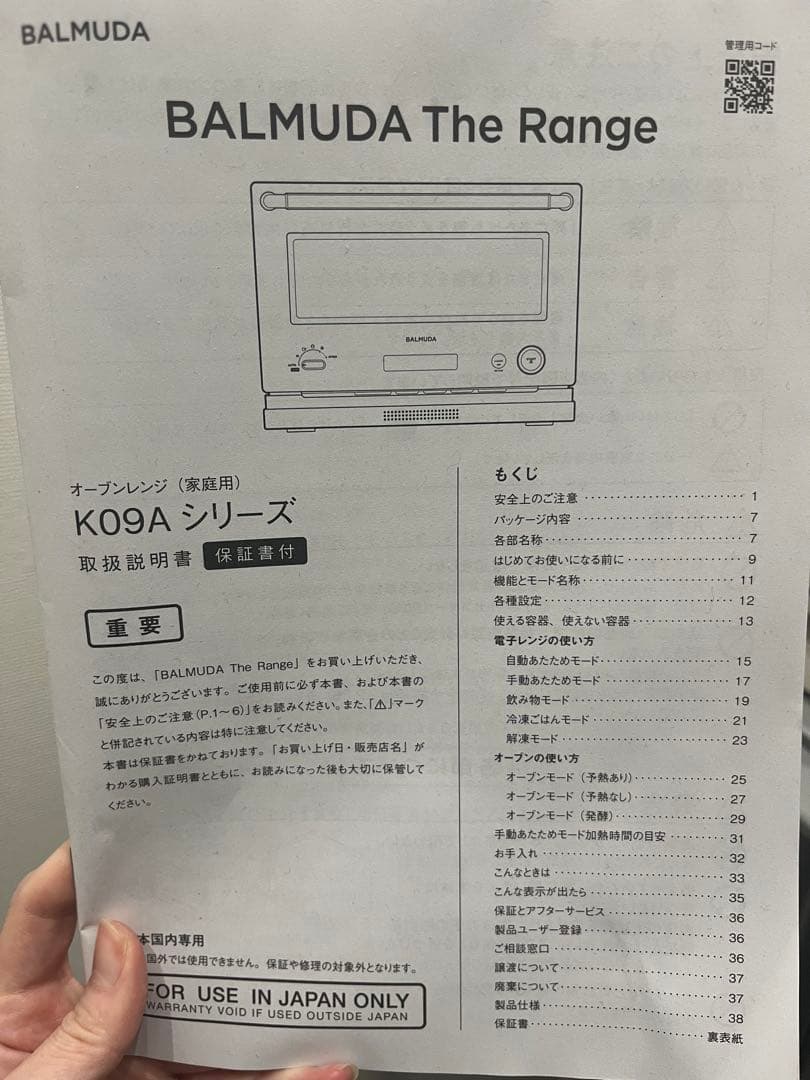 BALMUDA
管理用コード
BALMUDA The Range
BALMUDA
オーブンレンジ（家庭用）
K09A シリーズ
取扱説明書 保証書付
重要
この度は、「BALMUDA The Range」をお買い上げいただき、
誠にありがとうございます。ご使用前に必ず本書、および本書の
「安全上のご注意（P.1〜6）」をお読みください。また、「⚠」マーク
と併記されている内容は特に注意してください。
本書は保証書をかねております。「お買い上げ日・販売店名」が
わかる購入証明書とともに、お読みになった後も大切に保管して
ください。
本国内専用
国外では使用できません。保証や修理の対象外となります。
FOR USE IN JAPAN ONLY
WARRANTY VOID IF USED OUTSIDE JAPAN
もくじ
安全上のご注意 1
パッケージ内容 7
各部名称 7
はじめてお使いになる前に 9
機能とモード名称 11
各種設定 12
使える容器、使えない容器 13
電子レンジの使い方
自動あたためモード 15
手動あたためモード 17
飲み物モード 19
冷凍ごはんモード 21
解凍モード 23
オーブンの使い方
オーブンモード（予熱あり） 25
オーブンモード（予熱なし） 27
オーブンモード（発酵） 29
手動あたためモード加熱時間の目安 31
お手入れ 32
こんなときは 33
こんな表示が出たら 35
保証とアフターサービス 36
製品ユーザー登録 36
ご相談窓口 36
譲渡について 37
廃棄について 37
製品仕様 38
保証書 裏表紙